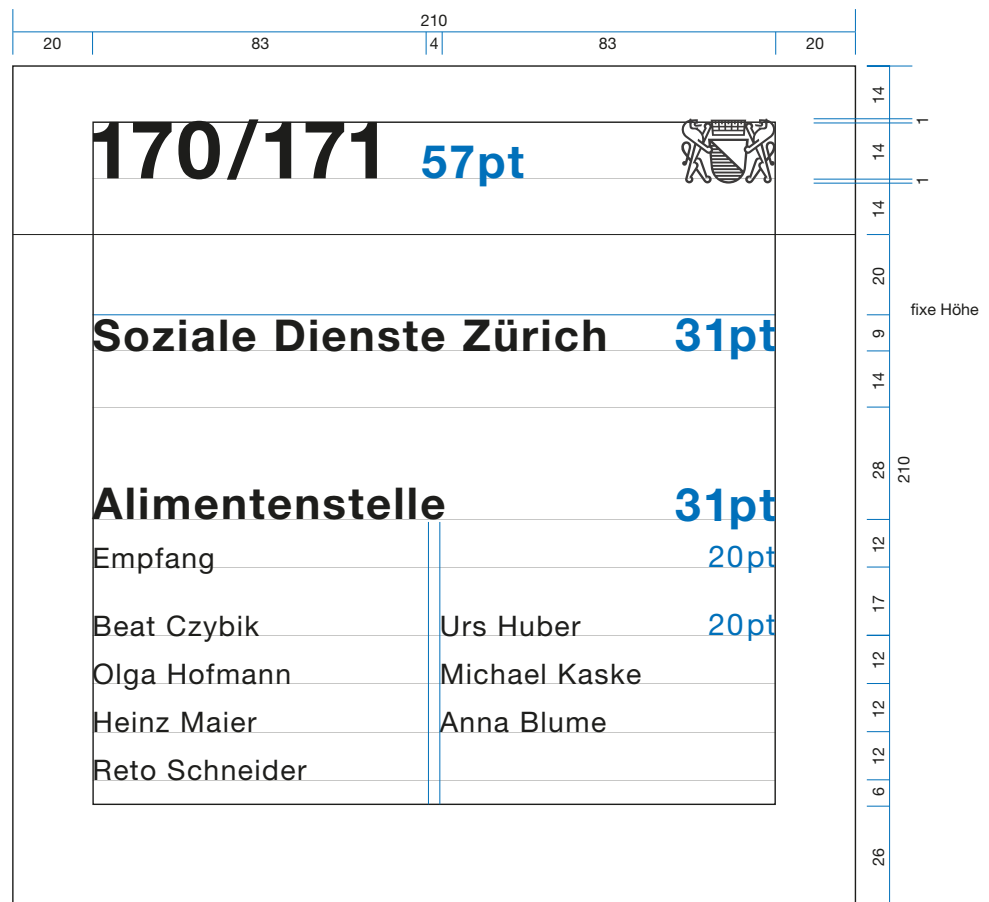 210
20 83 4 83 20
14
170/171 57pt
1
14
1
14
20
fixe Höhe
Soziale Dienste Zürich 31pt
9
14
28
210
Alimentenstelle 31pt
12
Empfang 20pt
17
Beat Czybik Urs Huber 20pt
12
Olga Hofmann Michael Kaske
12
Heinz Maier Anna Blume
12
Reto Schneider
6
26